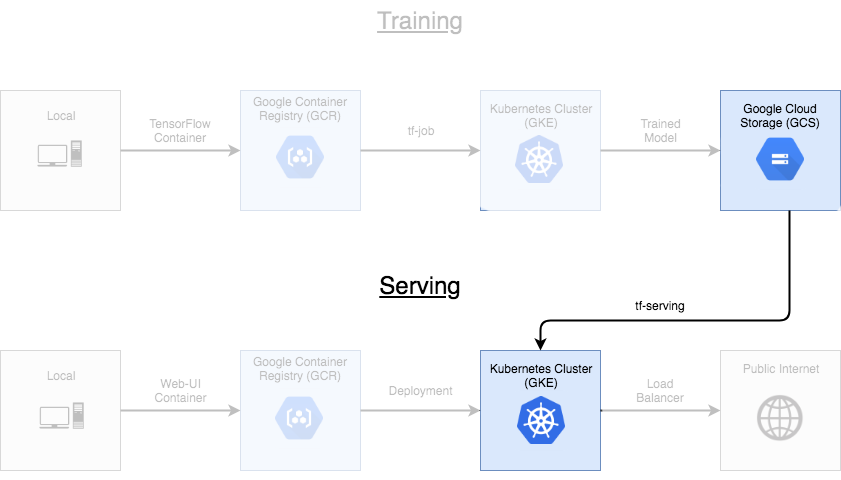 Training
Local
TensorFlow
Container
Google Container
Registry (GCR)
tf-job
Kubernetes Cluster
(GKE)
Trained
Model
Google Cloud
Storage (GCS)
Serving
tf-serving
Local
Web-UI
Container
Google Container
Registry (GCR)
Deployment
Kubernetes Cluster
(GKE)
Load
Balancer
Public Internet